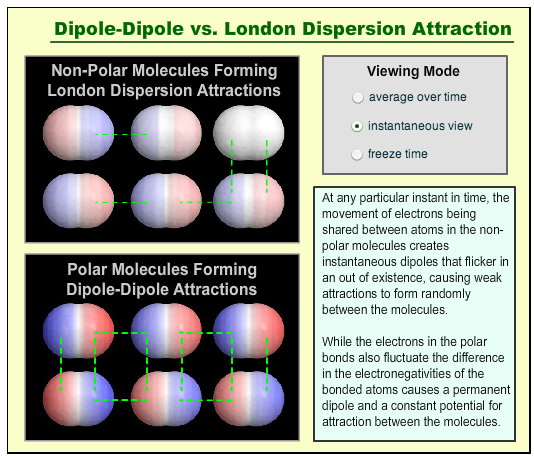 Dipole-Dipole vs. London Dispersion Attraction
Non-Polar Molecules Forming
London Dispersion Attractions
Viewing Mode
average over time
instantaneous view
freeze time
Polar Molecules Forming
Dipole-Dipole Attractions
At any particular instant in time, the
movement of electrons being
shared between atoms in the non-
polar molecules creates
instantaneous dipoles that flicker in
an out of existence, causing weak
attractions to form randomly
between the molecules.
While the electrons in the polar
bonds also fluctuate the difference
in the electronegativities of the
bonded atoms causes a permanent
dipole and a constant potential for
attraction between the molecules.